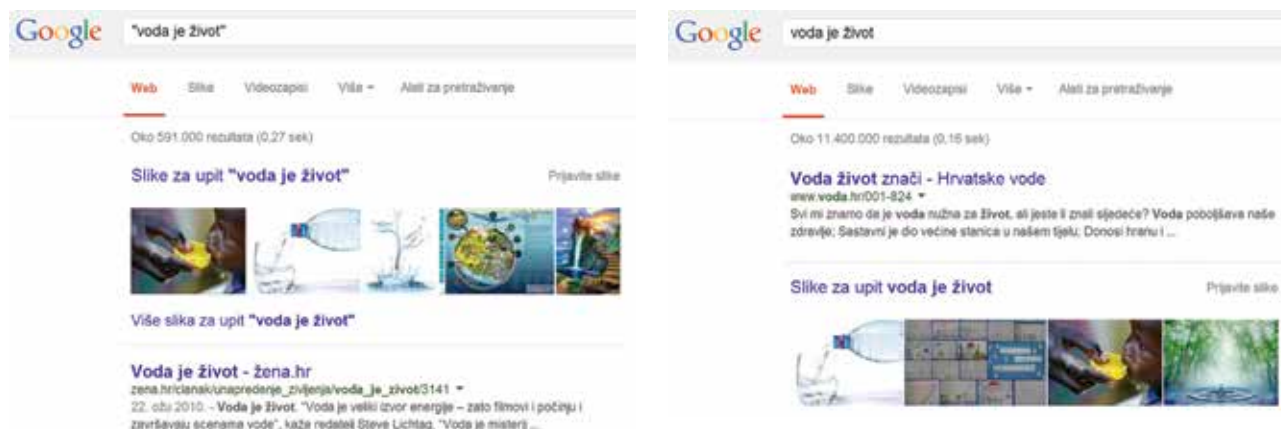 Google "voda je život"
Web Slike Videozapisi Više Alati za pretraživanje
Oko 591.000 rezultata (0,27 sek)
Slike za upit "voda je život" Prijavite slike
Više slika za upit "voda je život"
Voda je život - žena.hr
zena.hr/clanak/unapredenje_zivljenja/voda_je_zivot/3141
22. ožu 2010. - Voda je život. "Voda je veliki izvor energije – zato filmovi i počinju i
završavaju scenama vode", kaže redatelj Steve Lichtag. "Voda je misterij ...
Google voda je život
Web Slike Videozapisi Više Alati za pretraživanje
Oko 11.400.000 rezultata (0,16 sek)
Voda život znači - Hrvatske vode
www.voda.hr/001-824
Svi mi znamo da je voda nužna za život, ali jeste li znali sljedeće? Voda poboljšava naše
zdravlje; Sastavni je dio većine stanica u našem tijelu; Donosi hranu i ...
Slike za upit voda je život Prijavite slike